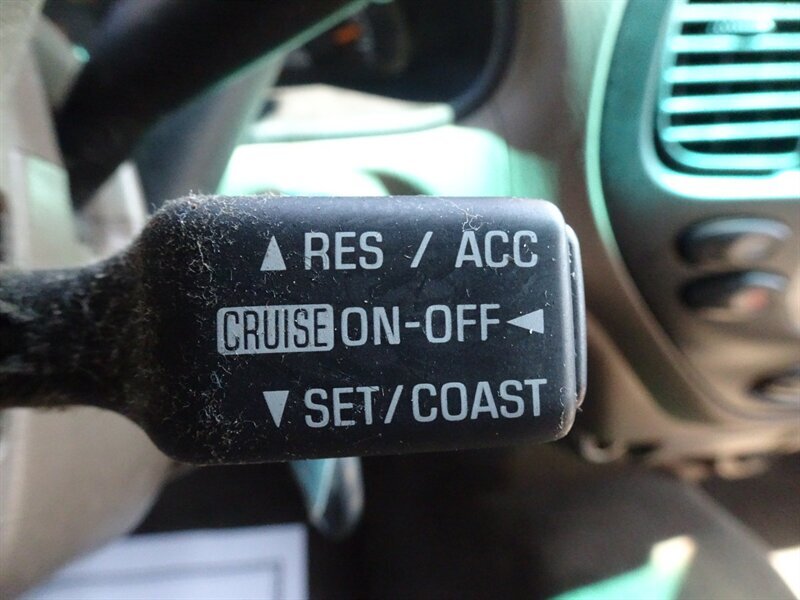 ▲ RES / ACC
CRUISE ON-OFF ◀
▼ SET/COAST